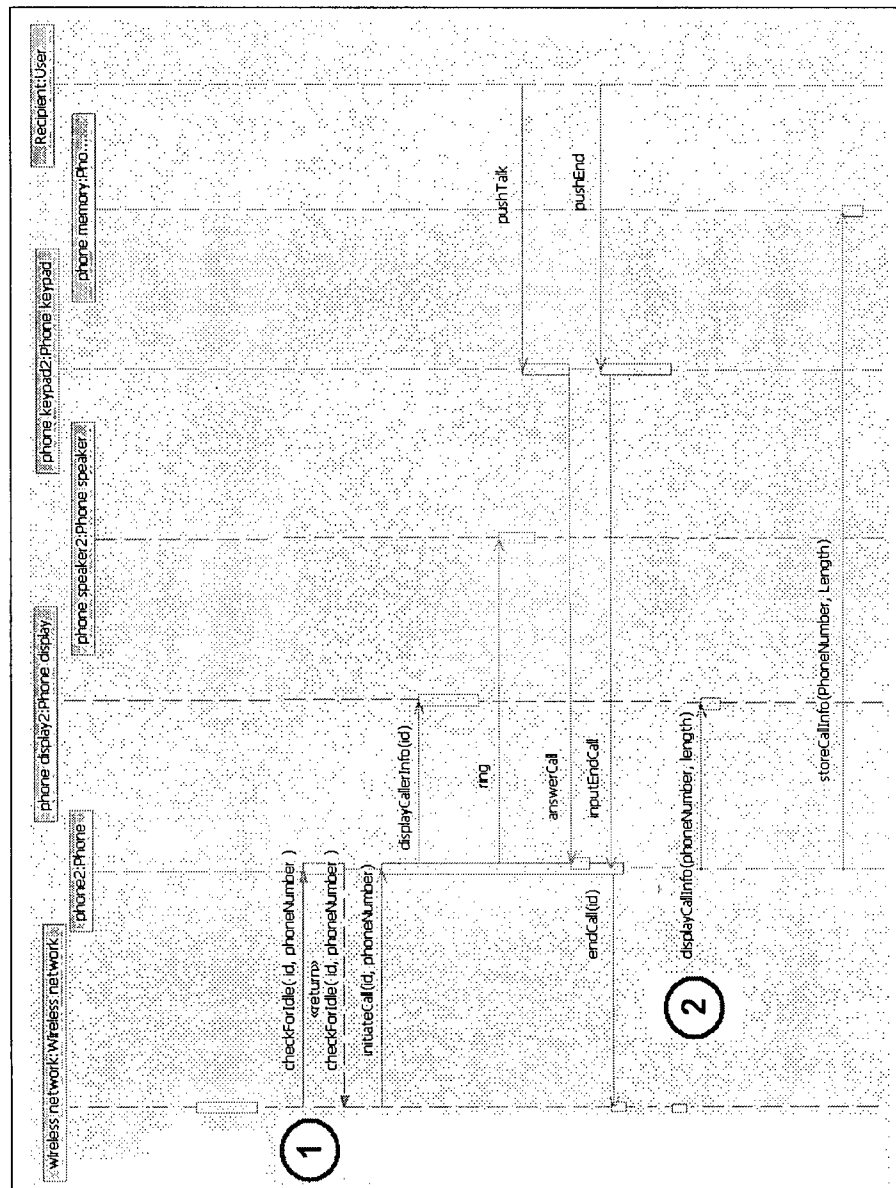 wireless network:Wireless network
phone2:Phone
phone display2:Phone display
phone speaker2:Phone speaker
phone keypad2:Phone keypad
phone memory:Pho....
Recipient:User
1
checkForIdle( id, phoneNumber )
«return»
checkForIdle( id, phoneNumber )
initiateCall(id, phoneNumber)
displayCallerInfo(id)
ring
pushTalk
answerCall
pushEnd
inputEndCall
endCall(id)
2
displayCallInfo(phoneNumber, length)
storeCallInfo(PhoneNumber, Length)